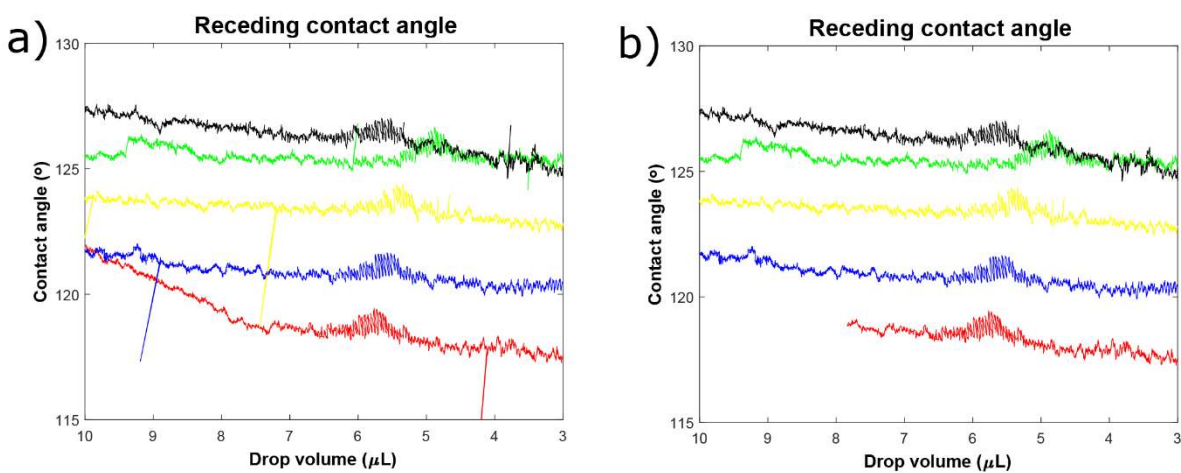 a)
Receding contact angle
130
125
120
115
Contact angle (º)
10 9 8 7 6 5 4 3
Drop volume (μL)
b)
Receding contact angle
130
125
120
115
Contact angle (º)
10 9 8 7 6 5 4 3
Drop volume (μL)